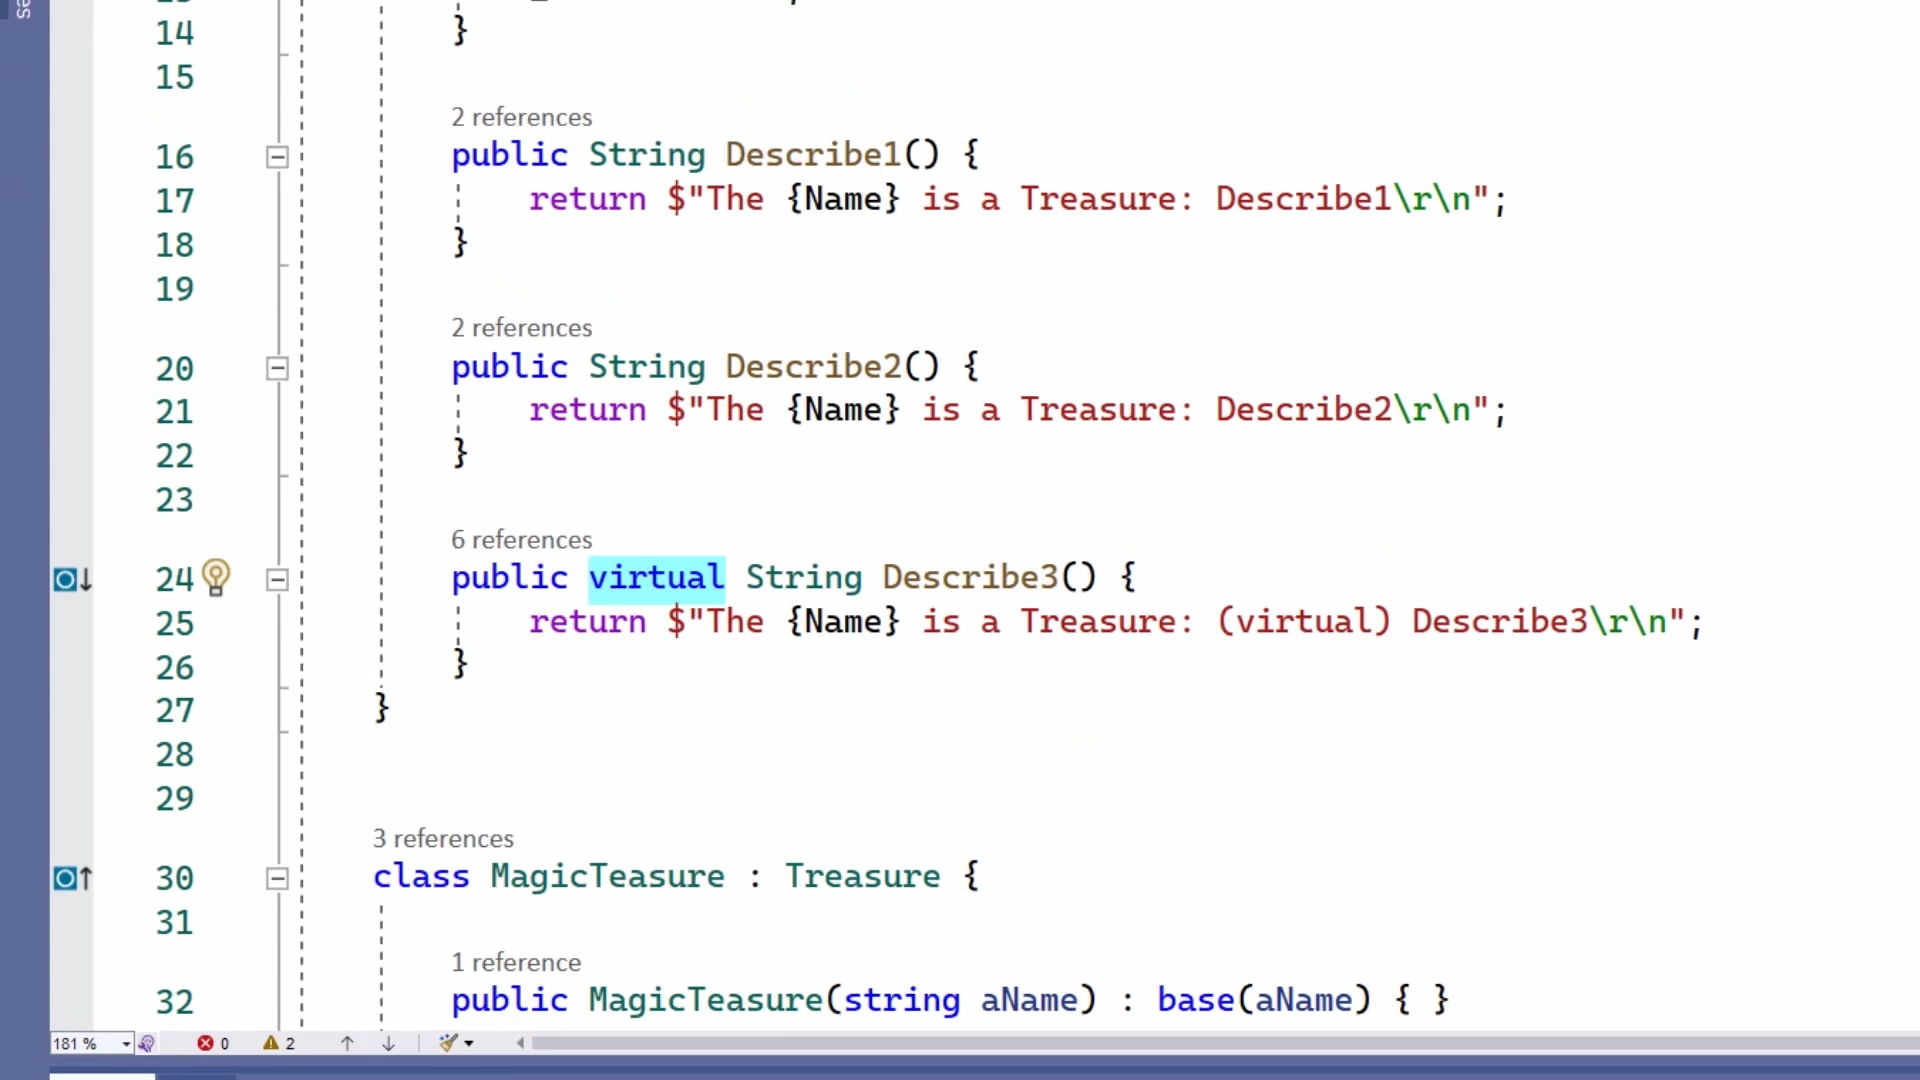 14 }
15
2 references
16 public String Describe1() {
17 return $"The {Name} is a Treasure: Describe1\r\n";
18 }
19
2 references
20 public String Describe2() {
21 return $"The {Name} is a Treasure: Describe2\r\n";
22 }
23
6 references
24 public virtual String Describe3() {
25 return $"The {Name} is a Treasure: (virtual) Describe3\r\n";
26 }
27 }
28
29
3 references
30 class MagicTeasure : Treasure {
31
1 reference
32 public MagicTeasure(string aName) : base(aName) { }
181 % 0 2